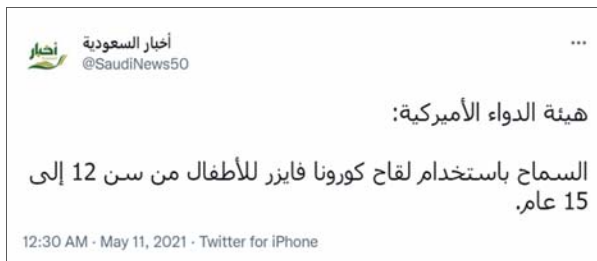 أخبار
أخبار السعودية
@SaudiNews50
...
هيئة الدواء الأميركية:
السماح باستخدام لقاح كورونا فايزر للأطفال من سن 12 إلى
15 عام.
12:30 AM · May 11, 2021 · Twitter for iPhone